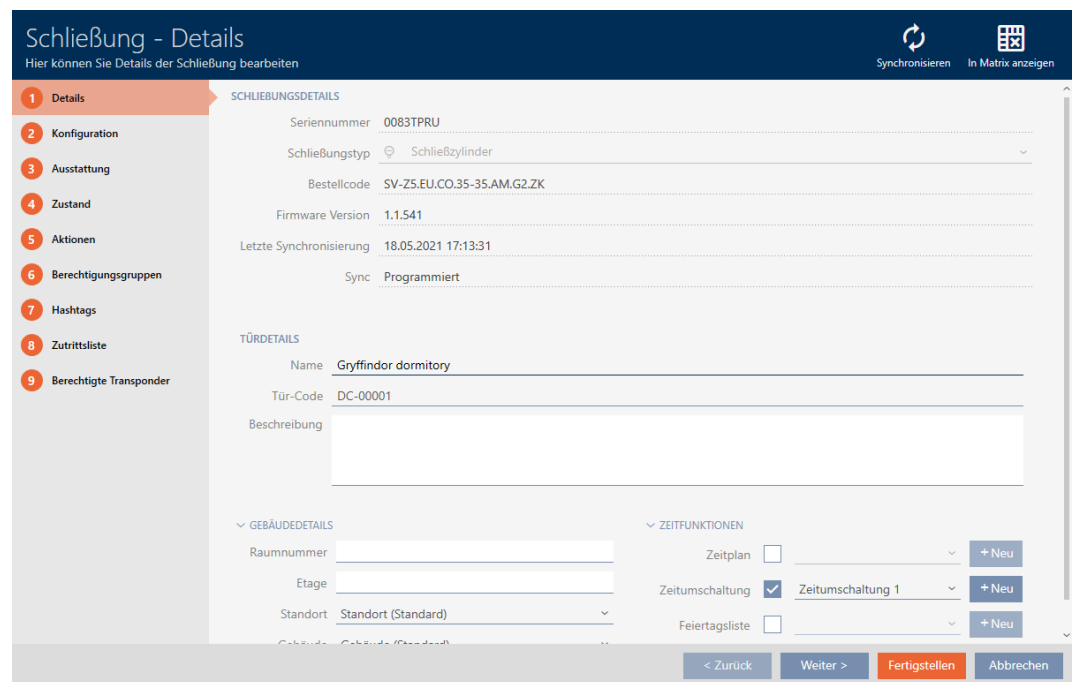 Schließung - Details
Hier können Sie Details der Schließung bearbeiten
Synchronisieren
In Matrix anzeigen
1 Details
2 Konfiguration
3 Ausstattung
4 Zustand
5 Aktionen
6 Berechtigungsgruppen
7 Hashtags
8 Zutrittsliste
9 Berechtigte Transponder
SCHLIEßUNGSDETAILS
Seriennummer 0083TPRU
Schließungstyp Schließzylinder
Bestellcode SV-Z5.EU.CO.35-35.AM.G2.ZK
Firmware Version 1.1.541
Letzte Synchronisierung 18.05.2021 17:13:31
Sync Programmiert
TÜRDETAILS
Name Gryffindor dormitory
Tür-Code DC-00001
Beschreibung
GEBÄUDEDETAILS
Raumnummer
Etage
Standort Standort (Standard)
Gebäude Gebäude (Standard)
ZEITFUNKTIONEN
Zeitplan + Neu
Zeitumschaltung Zeitumschaltung 1 + Neu
Feiertagsliste + Neu
< Zurück
Weiter >
Fertigstellen
Abbrechen